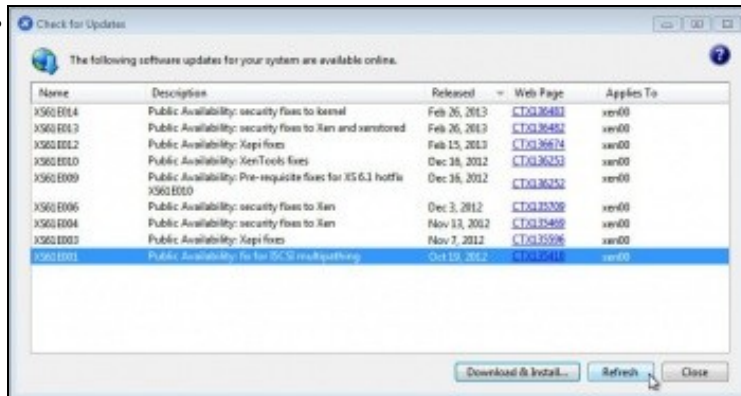 Check for Updates
The following software updates for your system are available online.
Name Description Released Web Page Applies To
XS61E014 Public Availability: security fixes to kernel Feb 26, 2013 CTX136483 xen00
XS61E013 Public Availability: security fixes to Xen and xenstored Feb 26, 2013 CTX136482 xen00
XS61E012 Public Availability: Xapi fixes Feb 15, 2013 CTX136674 xen00
XS61E010 Public Availability: XenTools fixes Dec 16, 2012 CTX136253 xen00
XS61E009 Public Availability: Pre-requisite fixes for XS 6.1 hotfix XS61E010 Dec 16, 2012 CTX136252 xen00
XS61E006 Public Availability: security fixes to Xen Dec 3, 2012 CTX135709 xen00
XS61E004 Public Availability: security fixes to Xen Nov 13, 2012 CTX135469 xen00
XS61E003 Public Availability: Xapi fixes Nov 7, 2012 CTX135596 xen00
XS61E001 Public Availability: fix for iSCSI multipathing Oct 19, 2012 CTX135410 xen00
Download & Install... Refresh Close